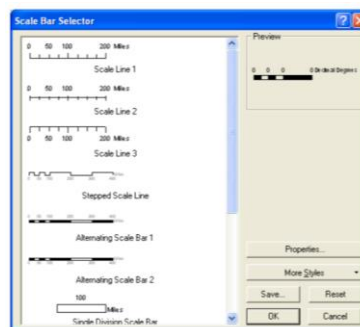 Scale Bar Selector
0 50 100 200 Miles
Scale Line 1
0 50 100 200 Miles
Scale Line 2
0 50 100 200 Miles
Scale Line 3
Stepped Scale Line
Alternating Scale Bar 1
Alternating Scale Bar 2
100
Miles
Single Division Scale Bar
Preview
0 0 0 0 Decimal Degrees
Properties...
More Styles
Save...
Reset
OK
Cancel